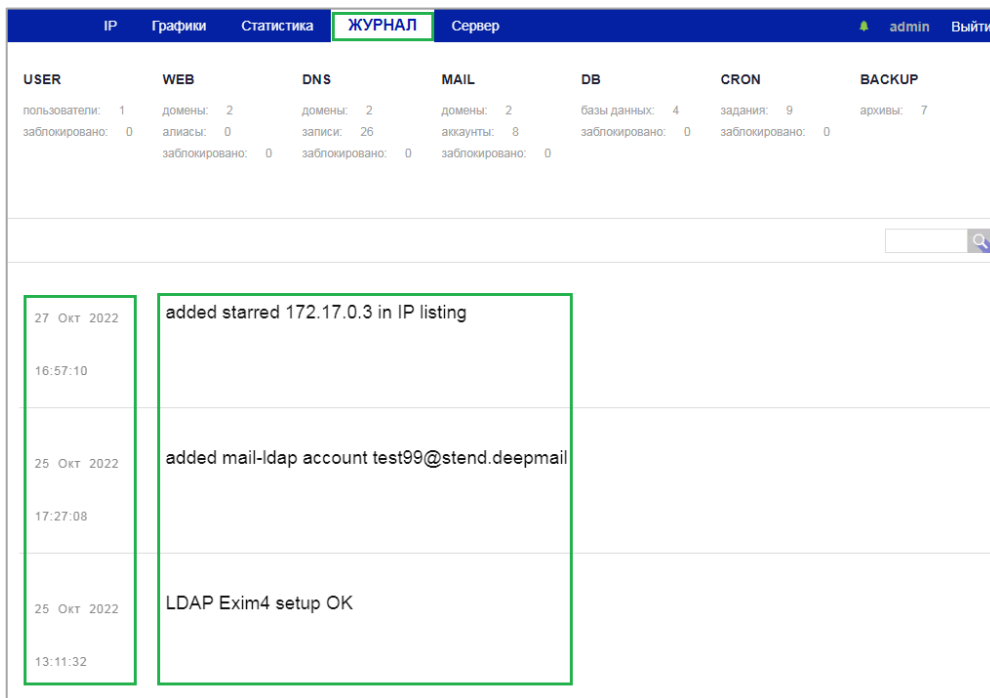 IP Графики Статистика ЖУРНАЛ Сервер admin Выйти
USER WEB DNS MAIL DB CRON BACKUP
пользователи: 1 домены: 2 домены: 2 домены: 2 базы данных: 4 задания: 9 архивы: 7
заблокировано: 0 алиасы: 0 записи: 26 аккаунты: 8 заблокировано: 0 заблокировано: 0
заблокировано: 0 заблокировано: 0 заблокировано: 0
27 Окт 2022 added starred 172.17.0.3 in IP listing
16:57:10
25 Окт 2022 added mail-ldap account test99@stend.deepmail
17:27:08
25 Окт 2022 LDAP Exim4 setup OK
13:11:32